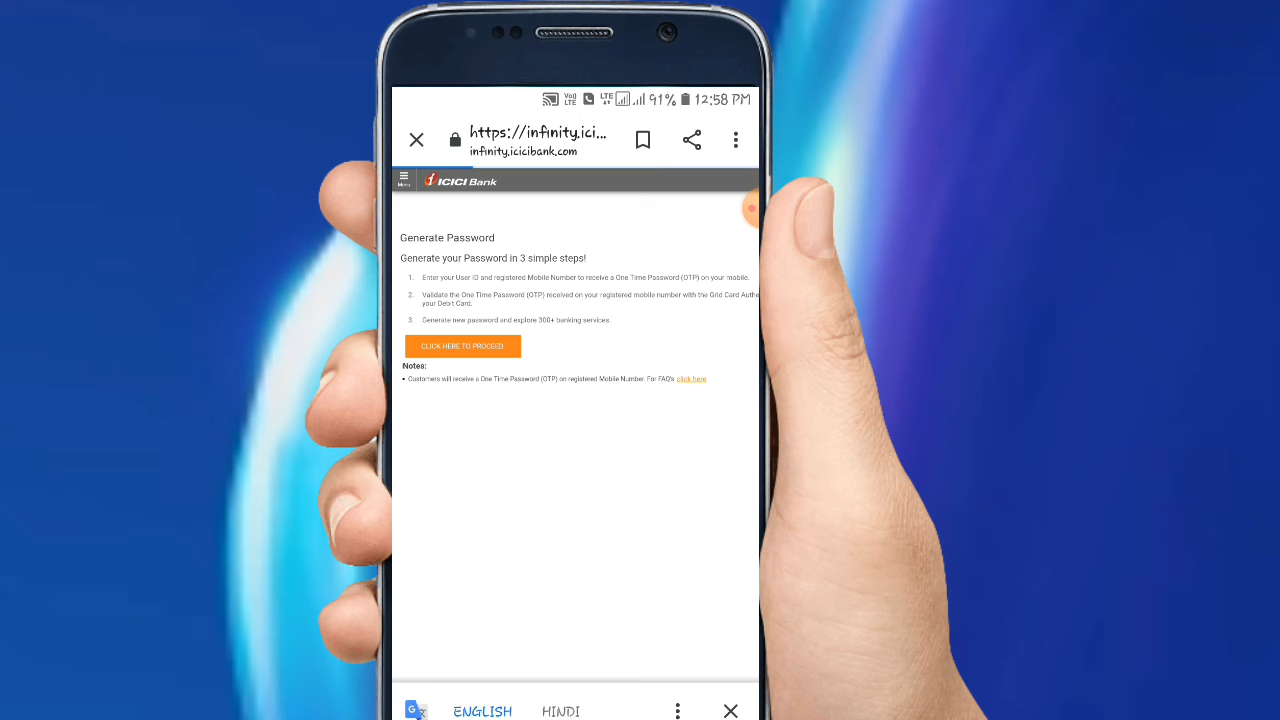 Vo)) LTE LTE 91% 12:58 PM
https://infinity.ici...
infinity.icicibank.com
Menu
ICICI Bank
Generate Password
Generate your Password in 3 simple steps!
1. Enter your User ID and registered Mobile Number to receive a One Time Password (OTP) on your mobile.
2. Validate the One Time Password (OTP) received on your registered mobile number with the Grid Card Authe
your Debit Card.
3. Generate new password and explore 300+ banking services.
CLICK HERE TO PROCEED
Notes:
• Customers will receive a One Time Password (OTP) on registered Mobile Number. For FAQ's click here
G ENGLISH HINDI